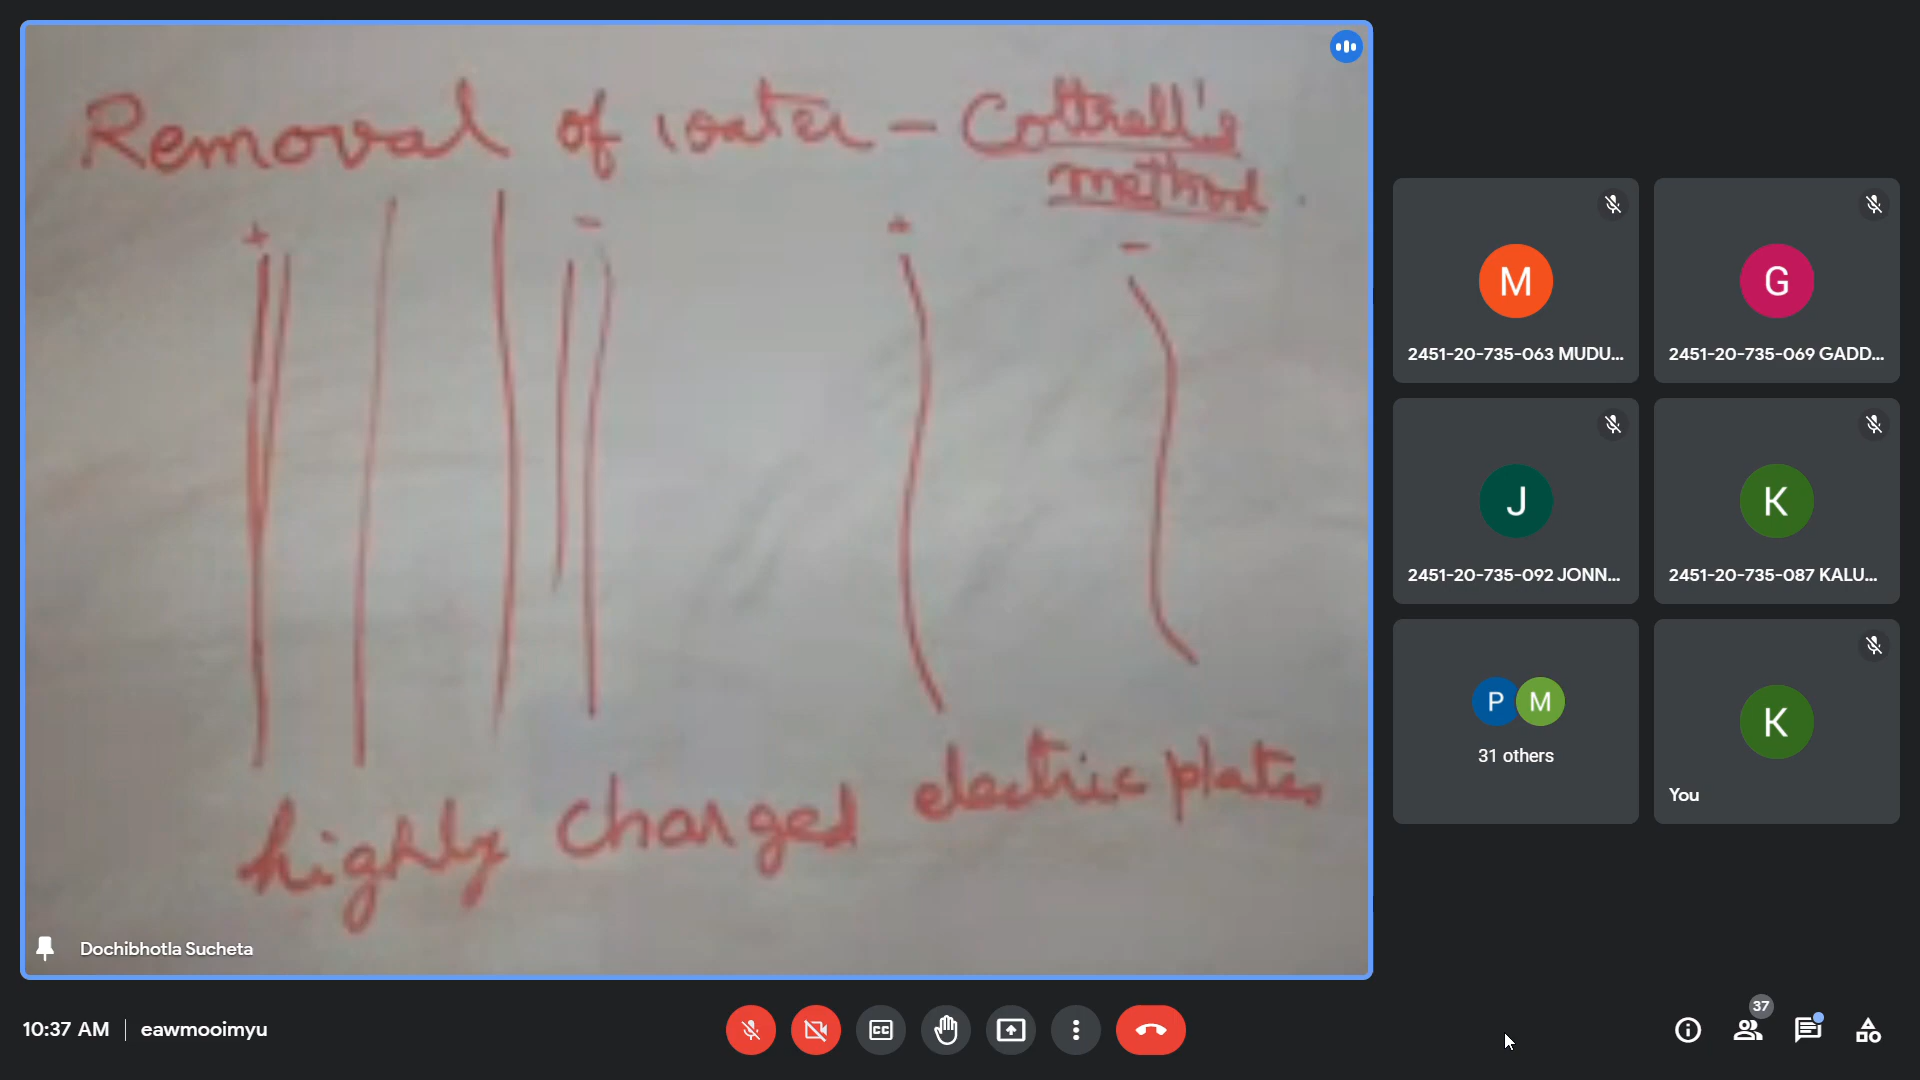 Removal of water - Cottrell's
method
+ - + -
highly charged electric plates
Dochibhotla Sucheta
M
2451-20-735-063 MUDU...
G
2451-20-735-069 GADD...
J
2451-20-735-092 JONN...
K
2451-20-735-087 KALU...
P M
31 others
K
You
10:37 AM | eawmooimyu
CC
37